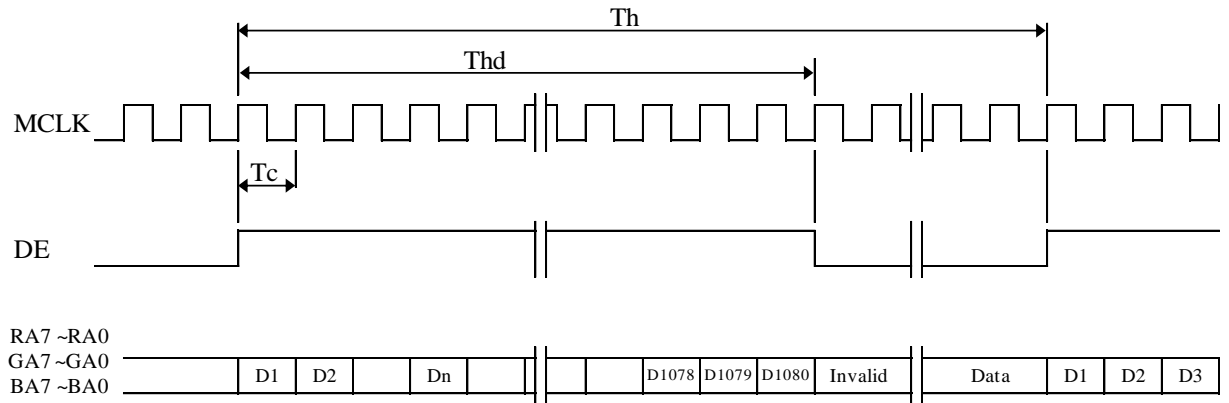 Th
Thd
MCLK
Tc
DE
RA7 ~RA0
GA7 ~GA0
BA7 ~BA0
D1 D2 Dn D1078 D1079 D1080 Invalid Data D1 D2 D3